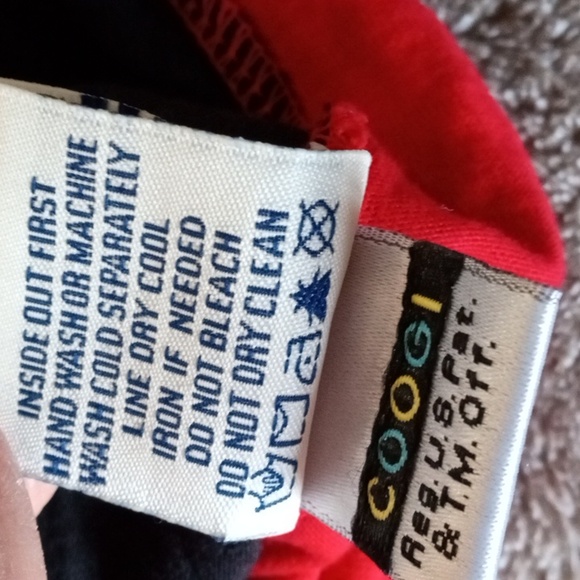 INSIDE OUT FIRST
HAND WASH OR MACHINE
WASH COLD SEPARATELY
LINE DRY COOL
IRON IF NEEDED
DO NOT BLEACH
DO NOT DRY CLEAN
COOGI
Reg. U.S. Pat.
& T.M. Off.